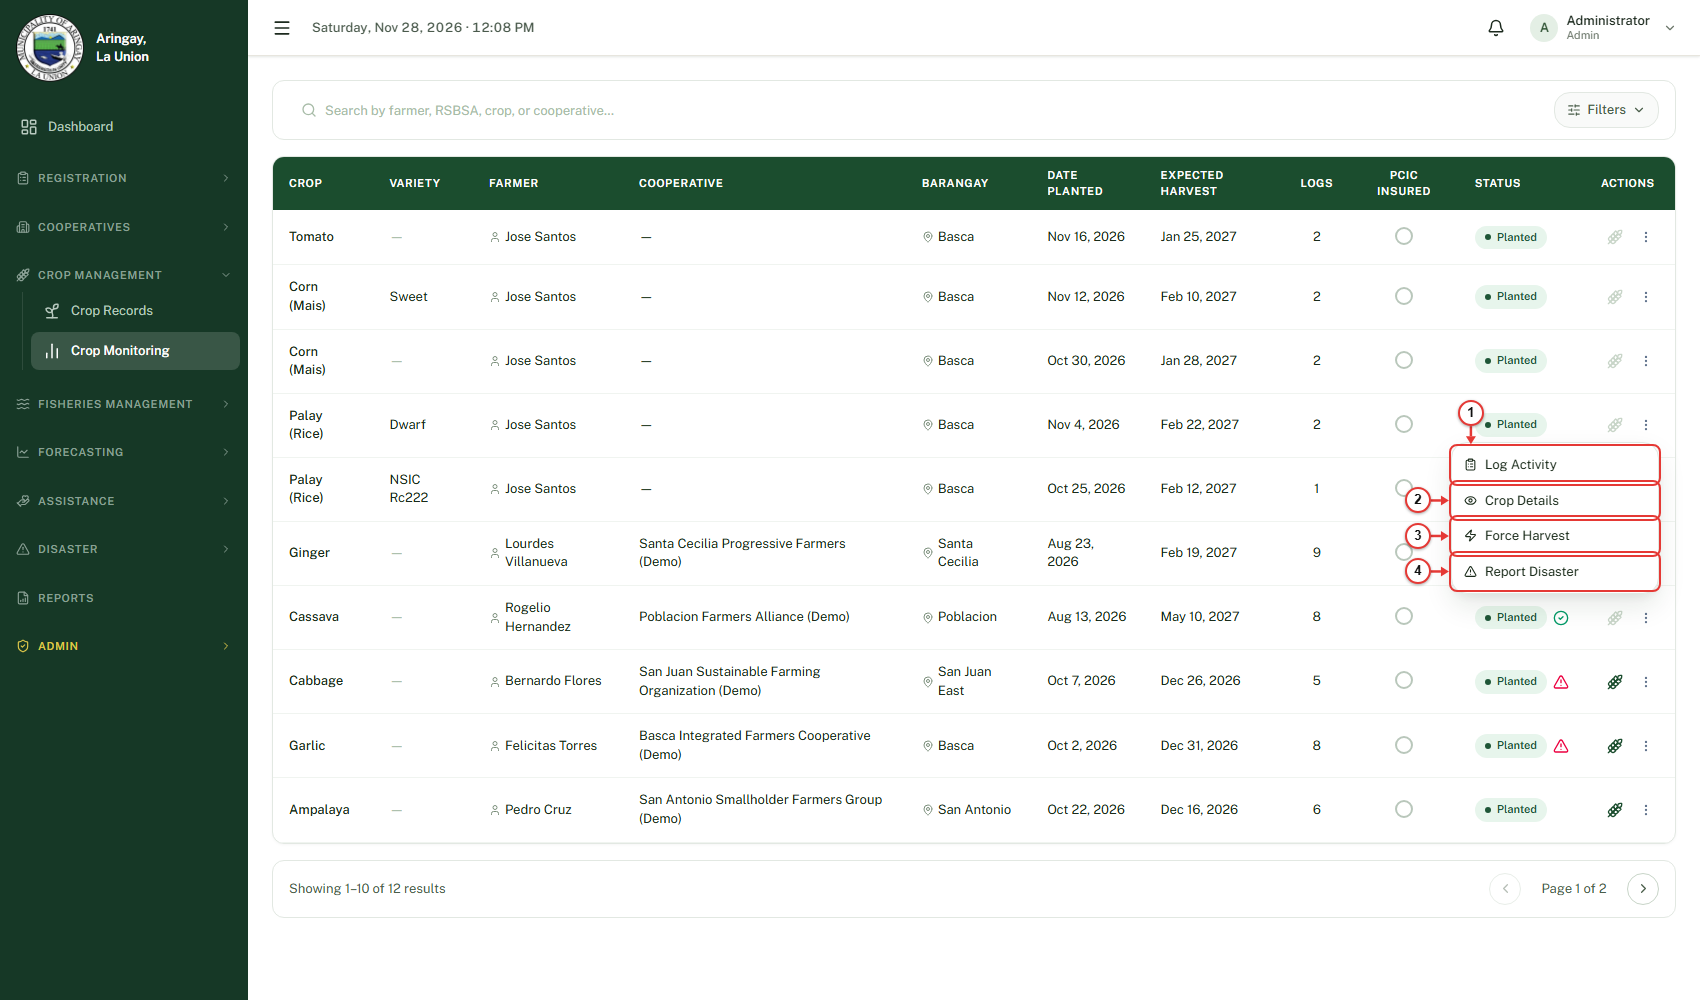 MUNICIPALITY OF ARINGAY
1741
LA UNION
Aringay,
La Union
Saturday, Nov 28, 2026 · 12:08 PM
A
Administrator
Admin
Dashboard
REGISTRATION
COOPERATIVES
CROP MANAGEMENT
Crop Records
Crop Monitoring
FISHERIES MANAGEMENT
FORECASTING
ASSISTANCE
DISASTER
REPORTS
ADMIN
Search by farmer, RSBSA, crop, or cooperative...
Filters
CROP VARIETY FARMER COOPERATIVE BARANGAY DATE PLANTED EXPECTED HARVEST LOGS PCIC INSURED STATUS ACTIONS
Tomato — Jose Santos — Basca Nov 16, 2026 Jan 25, 2027 2 Planted
Corn (Mais) Sweet Jose Santos — Basca Nov 12, 2026 Feb 10, 2027 2 Planted
Corn (Mais) — Jose Santos — Basca Oct 30, 2026 Jan 28, 2027 2 Planted
Palay (Rice) Dwarf Jose Santos — Basca Nov 4, 2026 Feb 22, 2027 2 Planted
Palay (Rice) NSIC Rc222 Jose Santos — Basca Oct 25, 2026 Feb 12, 2027 1
Ginger — Lourdes Villanueva Santa Cecilia Progressive Farmers (Demo) Santa Cecilia Aug 23, 2026 Feb 19, 2027 9
Cassava — Rogelio Hernandez Poblacion Farmers Alliance (Demo) Poblacion Aug 13, 2026 May 10, 2027 8 Planted
Cabbage — Bernardo Flores San Juan Sustainable Farming Organization (Demo) San Juan East Oct 7, 2026 Dec 26, 2026 5 Planted
Garlic — Felicitas Torres Basca Integrated Farmers Cooperative (Demo) Basca Oct 2, 2026 Dec 31, 2026 8 Planted
Ampalaya — Pedro Cruz San Antonio Smallholder Farmers Group (Demo) San Antonio Oct 22, 2026 Dec 16, 2026 6 Planted
1
Log Activity
2 Crop Details
3 Force Harvest
4 Report Disaster
Showing 1–10 of 12 results
Page 1 of 2